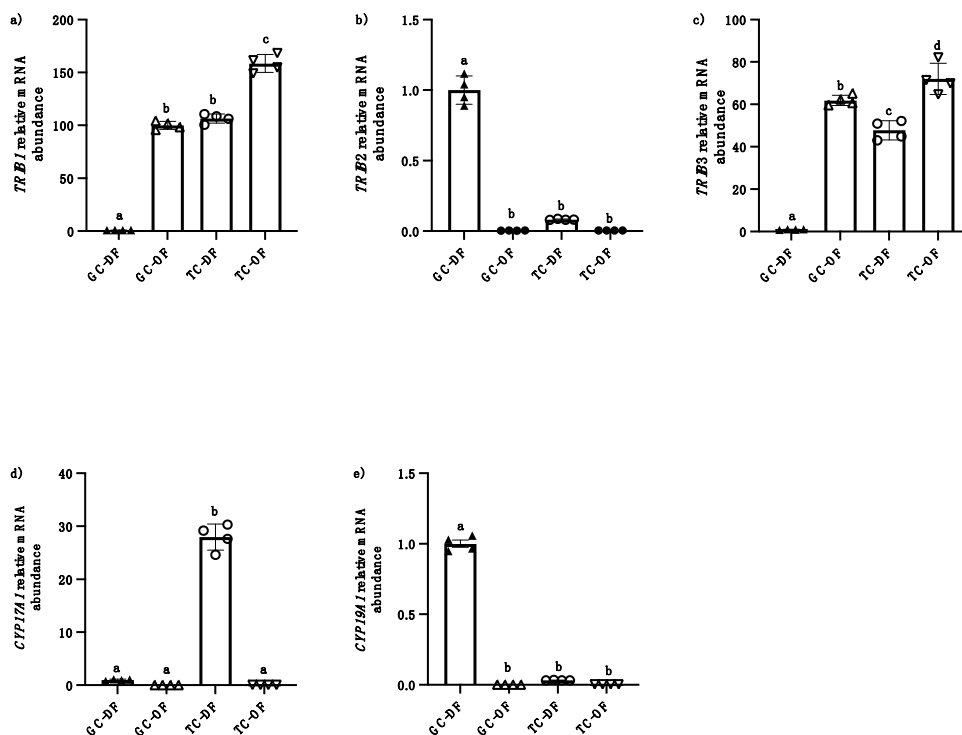 a)
TRIB1 relative mRNA
abundance
200
150
100
50
0
a
b
b
c
GC-DF
GC-OF
TC-DF
TC-OF
b)
TRIB2 relative mRNA
abundance
1.5
1.0
0.5
0.0
a
b
b
b
GC-DF
GC-OF
TC-DF
TC-OF
c)
TRIB3 relative mRNA
abundance
100
80
60
40
20
0
a
b
c
d
GC-DF
GC-OF
TC-DF
TC-OF
d)
CYP17A1 relative mRNA
abundance
40
30
20
10
0
a
a
b
a
GC-DF
GC-OF
TC-DF
TC-OF
e)
CYP19A1 relative mRNA
abundance
1.5
1.0
0.5
0.0
a
b
b
b
GC-DF
GC-OF
TC-DF
TC-OF